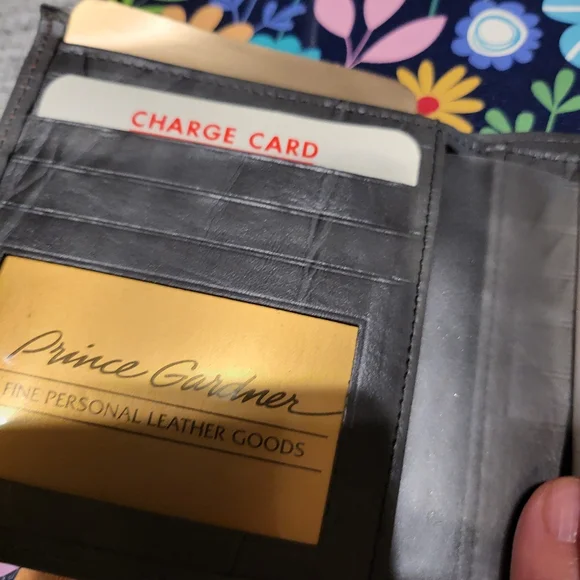 CHARGE CARD
Prince Gardner
FINE PERSONAL LEATHER GOODS